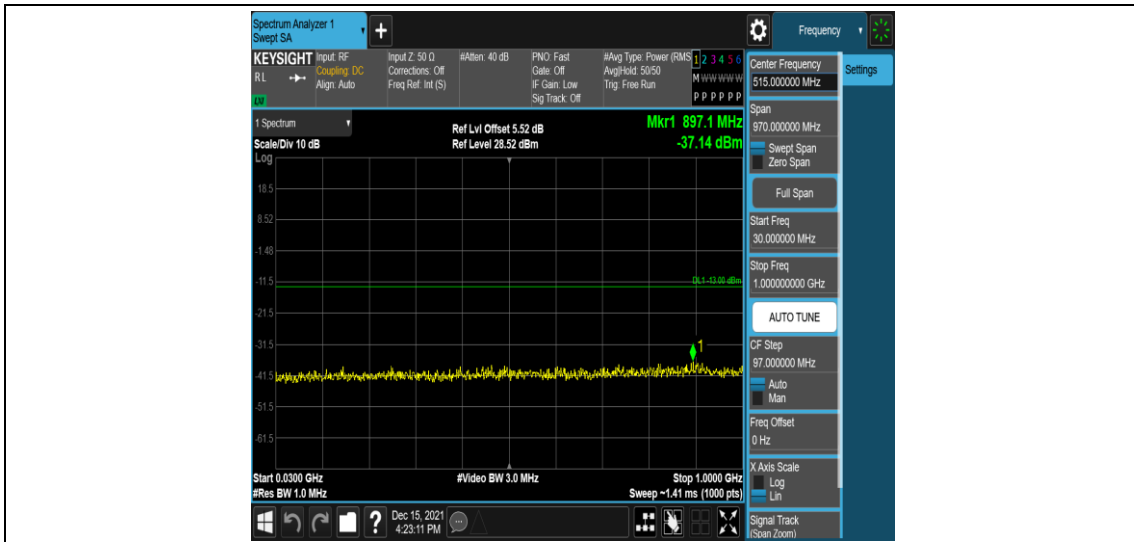 Spectrum Analyzer 1
Swept SA
+
Frequency
KEYSIGHT
RL
LXI
Input: RF
Coupling: DC
Align: Auto
Input Z: 50 Ω
Corrections: Off
Freq Ref: Int (S)
#Atten: 40 dB
PNO: Fast
Gate: Off
IF Gain: Low
Sig Track: Off
#Avg Type: Power (RMS
Avg|Hold: 50/50
Trig: Free Run
1 2 3 4 5 6
M W W W W W
P P P P P P
1 Spectrum
Scale/Div 10 dB
Ref Lvl Offset 5.52 dB
Ref Level 28.52 dBm
Mkr1 897.1 MHz
-37.14 dBm
Log
18.5
8.52
-1.48
-11.5
DL1 -13.00 dBm
-21.5
-31.5
1
-41.5
-51.5
-61.5
Start 0.0300 GHz
#Video BW 3.0 MHz
Stop 1.0000 GHz
#Res BW 1.0 MHz
Sweep ~1.41 ms (1000 pts)
Dec 15, 2021
4:23:11 PM
?
Center Frequency
515.000000 MHz
Settings
Span
970.000000 MHz
Swept Span
Zero Span
Full Span
Start Freq
30.000000 MHz
Stop Freq
1.000000000 GHz
AUTO TUNE
CF Step
97.000000 MHz
Auto
Man
Freq Offset
0 Hz
X Axis Scale
Log
Lin
Signal Track
(Span Zoom)